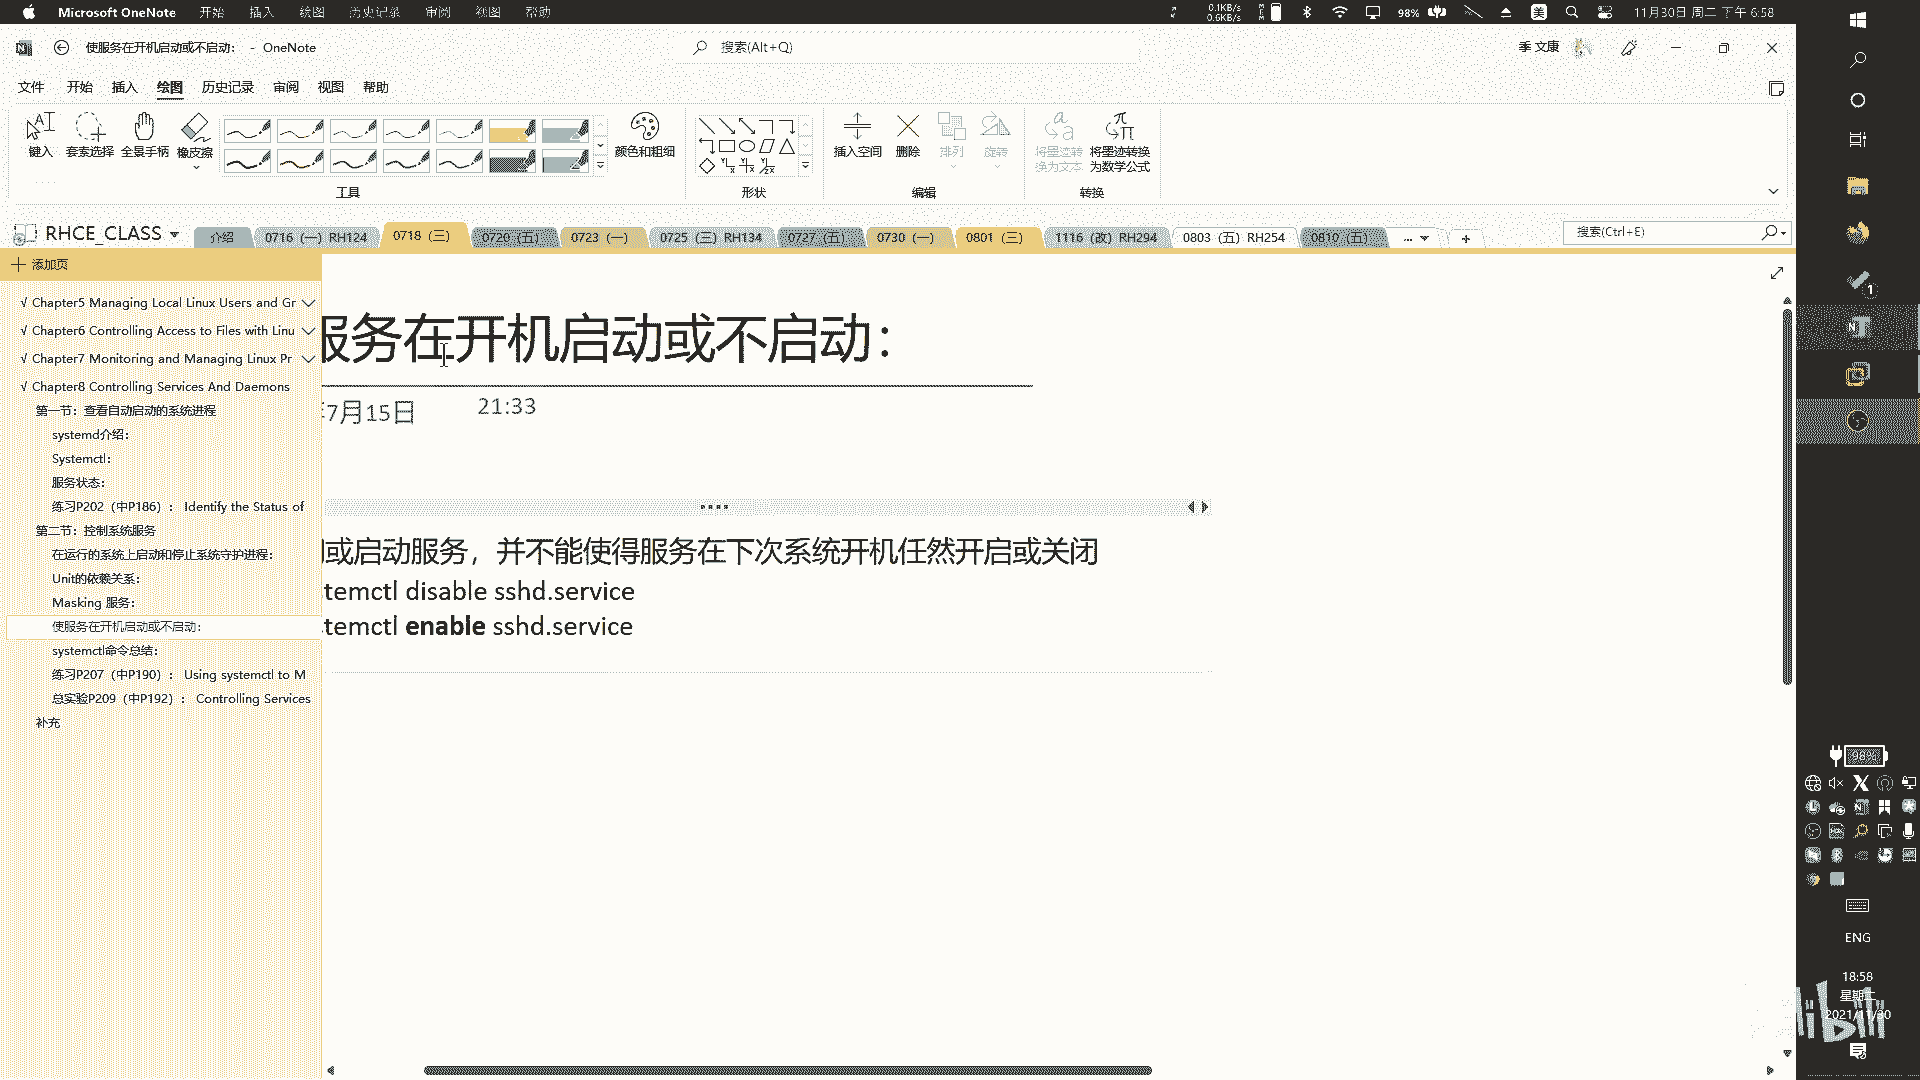 Microsoft OneNote 开始 插入 绘图 历史记录 审阅 视图 帮助
0.1KB/s
0.6KB/s
98%
美
11月30日 周二 下午 6:58
使服务在开机启动或不启动: - OneNote
搜索(Alt+Q)
季 文康
文件 开始 插入 绘图 历史记录 审阅 视图 帮助
键入 套索选择 全景手柄 橡皮擦
颜色和粗细
插入空间 删除 排列 旋转
将墨迹转换为文本
将墨迹转换为数学公式
工具 形状 编辑 转换
RHCE_CLASS
介绍 0716 (一) RH124 0718 (三) 0720 (五) 0723 (一) 0725 (三) RH134 0727 (五) 0730 (一) 0801 (三) 1116 (改) RH294 0803 (五) RH254 0810 (五) ...
搜索(Ctrl+E)
添加页
√ Chapter5 Managing Local Linux Users and Gr
√ Chapter6 Controlling Access to Files with Linu
√ Chapter7 Monitoring and Managing Linux Pr
√ Chapter8 Controlling Services And Daemons
第一节：查看自动启动的系统进程
systemd介绍:
Systemctl:
服务状态:
练习P202（中P186）： Identify the Status of
第二节：控制系统服务
在运行的系统上启动和停止系统守护进程:
Unit的依赖关系:
Masking 服务:
使服务在开机启动或不启动:
systemctl命令总结:
练习P207（中P190）： Using systemctl to M
总实验P209（中P192）： Controlling Services
补充
服务在开机启动或不启动:
7月15日 21:33
或启动服务，并不能使得服务在下次系统开机任然开启或关闭
temctl disable sshd.service
temctl enable sshd.service
1
98%
ENG
18:58
星期二
2021/11/30